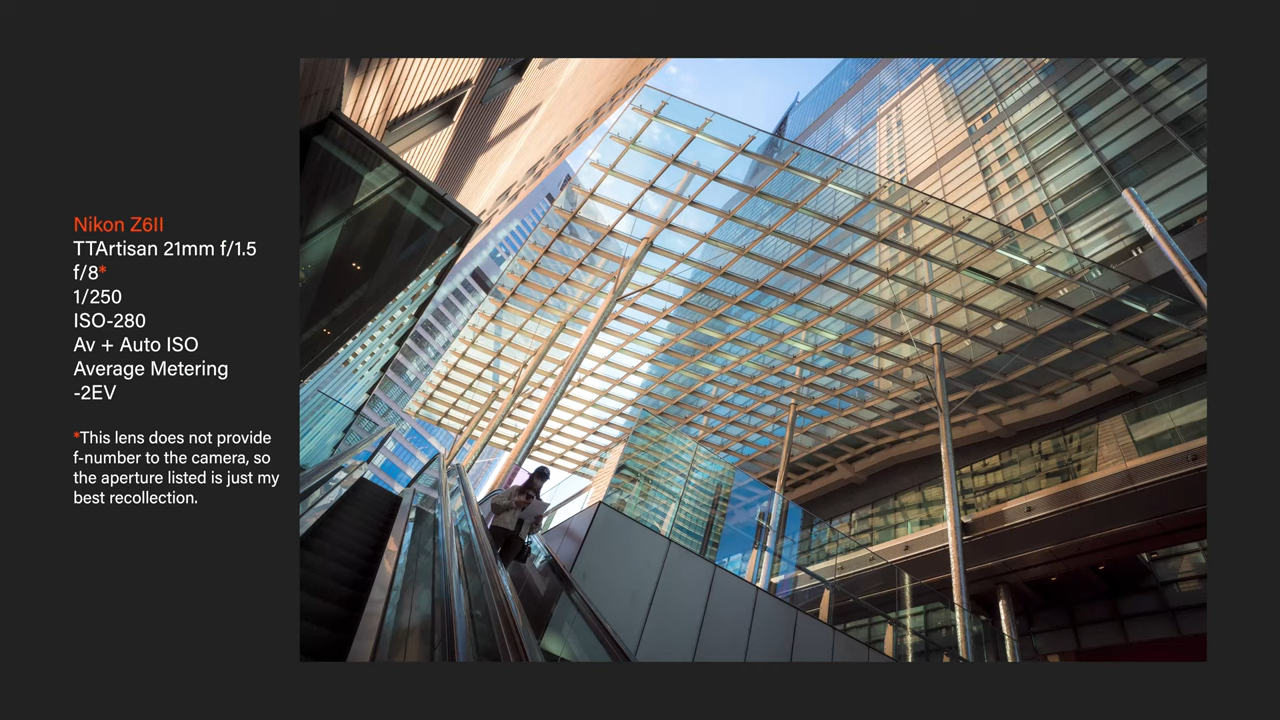 Nikon Z6II
TTArtisan 21mm f/1.5
f/8*
1/250
ISO-280
Av + Auto ISO
Average Metering
-2EV
*This lens does not provide
f-number to the camera, so
the aperture listed is just my
best recollection.